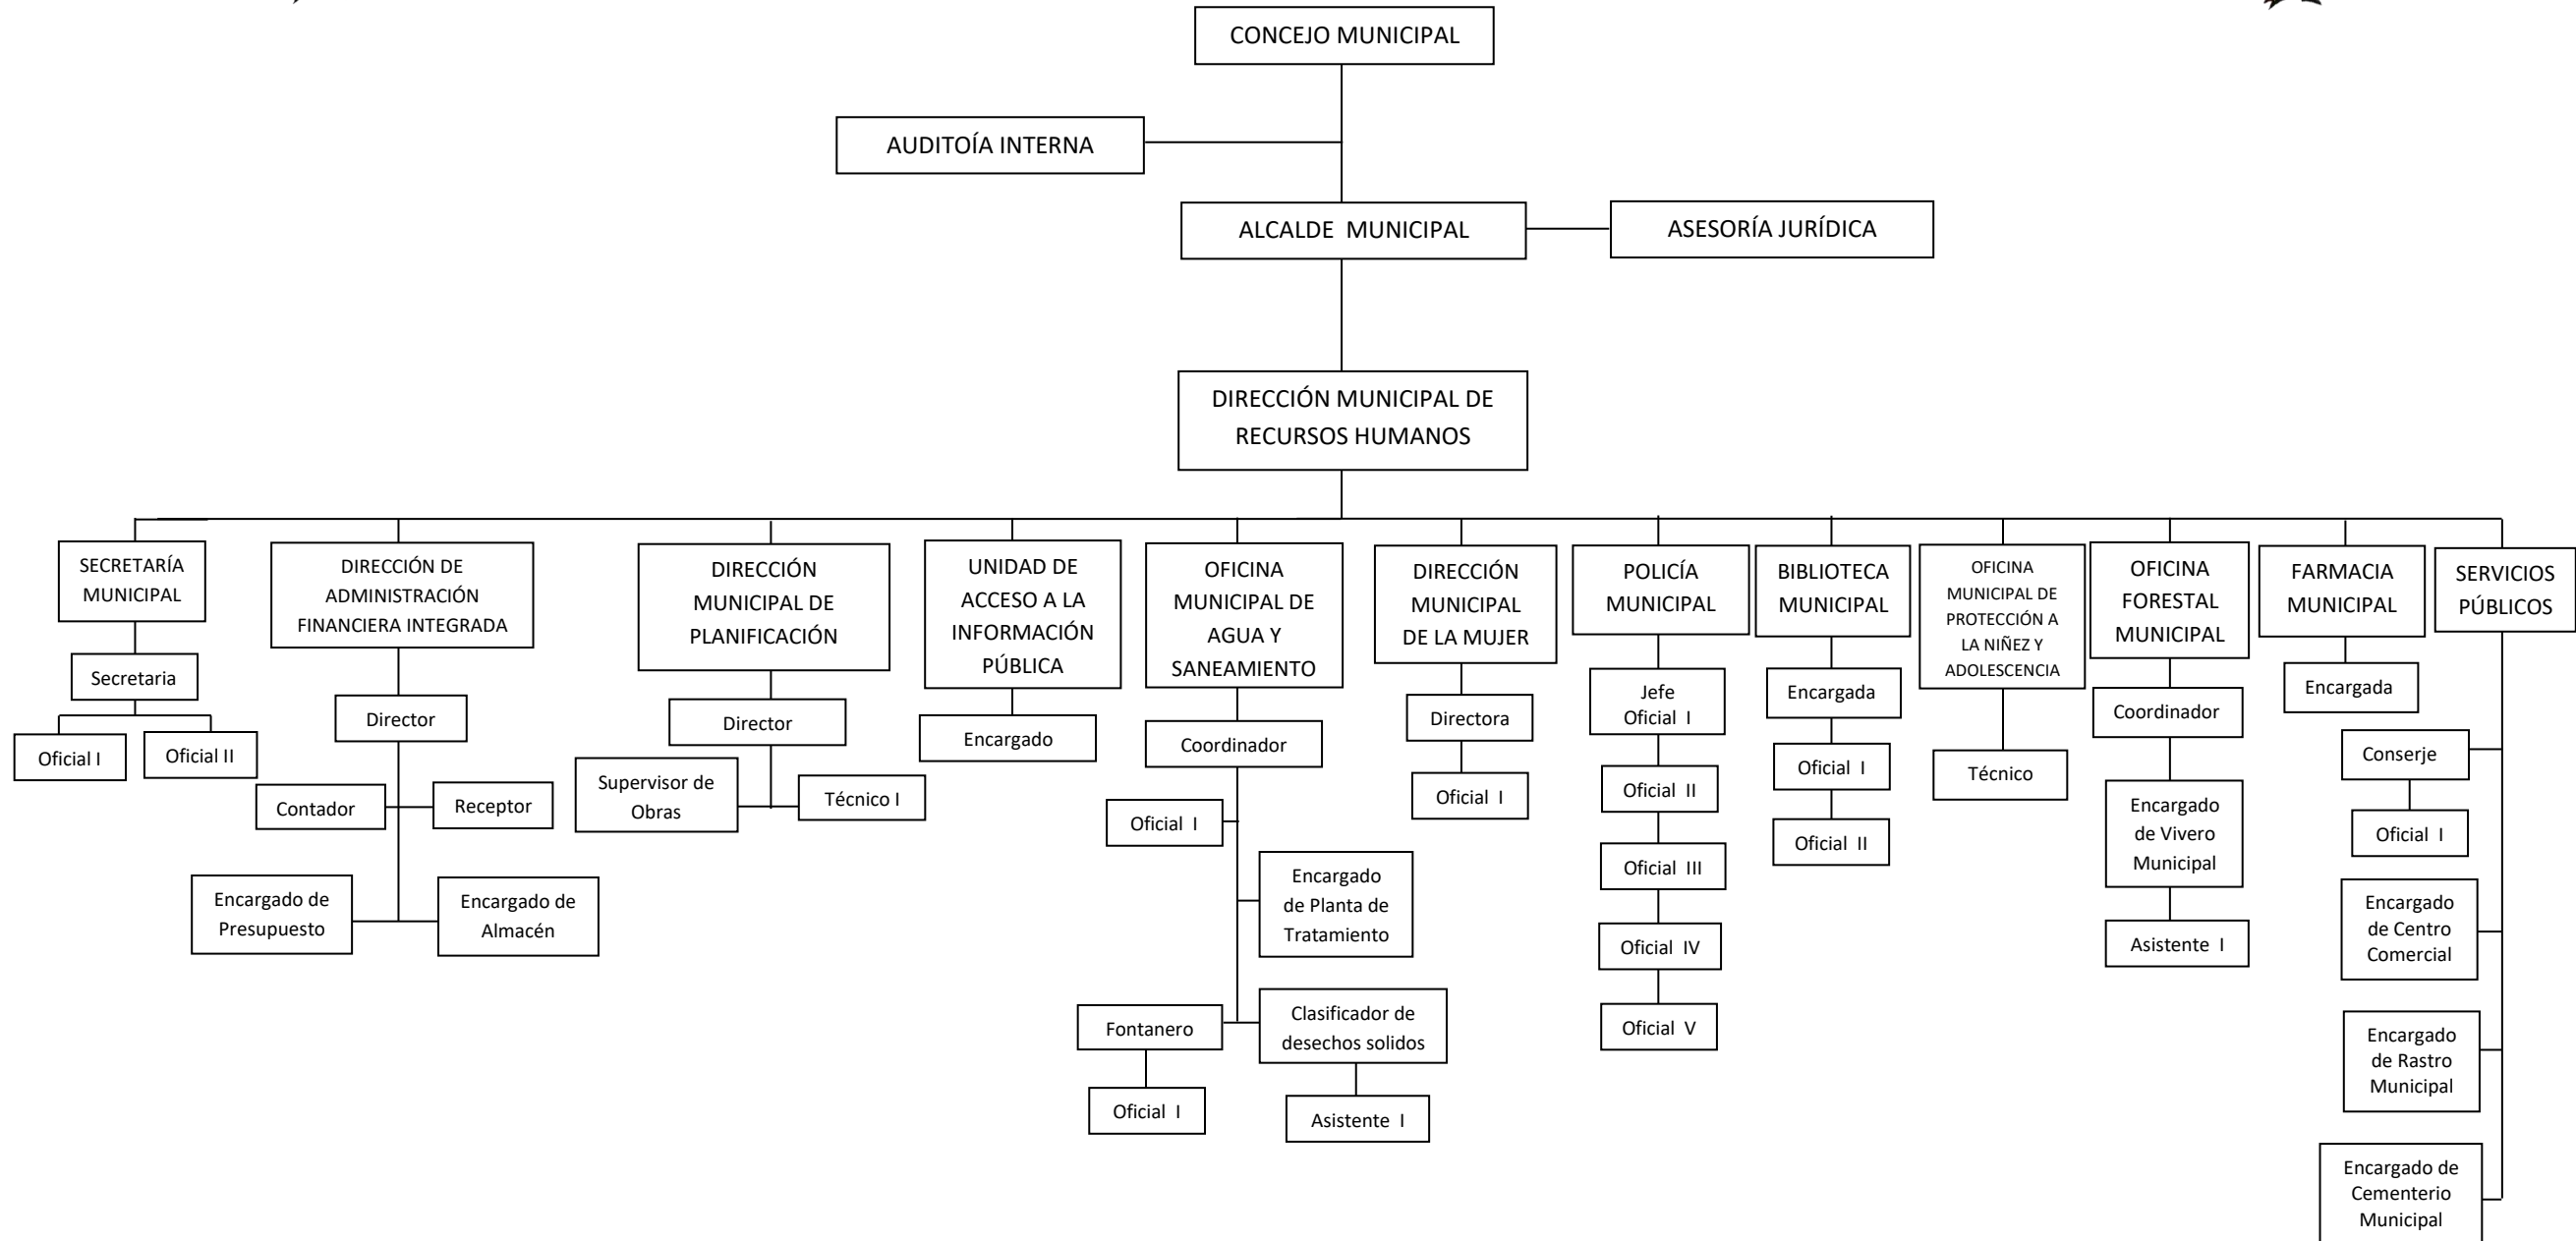 CONCEJO MUNICIPAL
AUDITOÍA INTERNA
ALCALDE MUNICIPAL
ASESORÍA JURÍDICA
DIRECCIÓN MUNICIPAL DE
RECURSOS HUMANOS
SECRETARÍA
MUNICIPAL
Secretaria
Oficial I
Oficial II
DIRECCIÓN DE
ADMINISTRACIÓN
FINANCIERA INTEGRADA
Director
Contador
Receptor
Encargado de
Presupuesto
Encargado de
Almacén
DIRECCIÓN
MUNICIPAL DE
PLANIFICACIÓN
Director
Supervisor de
Obras
Técnico I
UNIDAD DE
ACCESO A LA
INFORMACIÓN
PÚBLICA
Encargado
OFICINA
MUNICIPAL DE
AGUA Y
SANEAMIENTO
Coordinador
Oficial I
Encargado
de Planta de
Tratamiento
Fontanero
Oficial I
Clasificador de
desechos solidos
Asistente I
DIRECCIÓN
MUNICIPAL
DE LA MUJER
Directora
Oficial I
POLICÍA
MUNICIPAL
Jefe
Oficial I
Oficial II
Oficial III
Oficial IV
Oficial V
BIBLIOTECA
MUNICIPAL
Encargada
Oficial I
Oficial II
OFICINA
MUNICIPAL DE
PROTECCIÓN A
LA NIÑEZ Y
ADOLESCENCIA
Técnico
OFICINA
FORESTAL
MUNICIPAL
Coordinador
Encargado
de Vivero
Municipal
Asistente I
FARMACIA
MUNICIPAL
Encargada
SERVICIOS
PÚBLICOS
Conserje
Oficial I
Encargado
de Centro
Comercial
Encargado
de Rastro
Municipal
Encargado de
Cementerio
Municipal